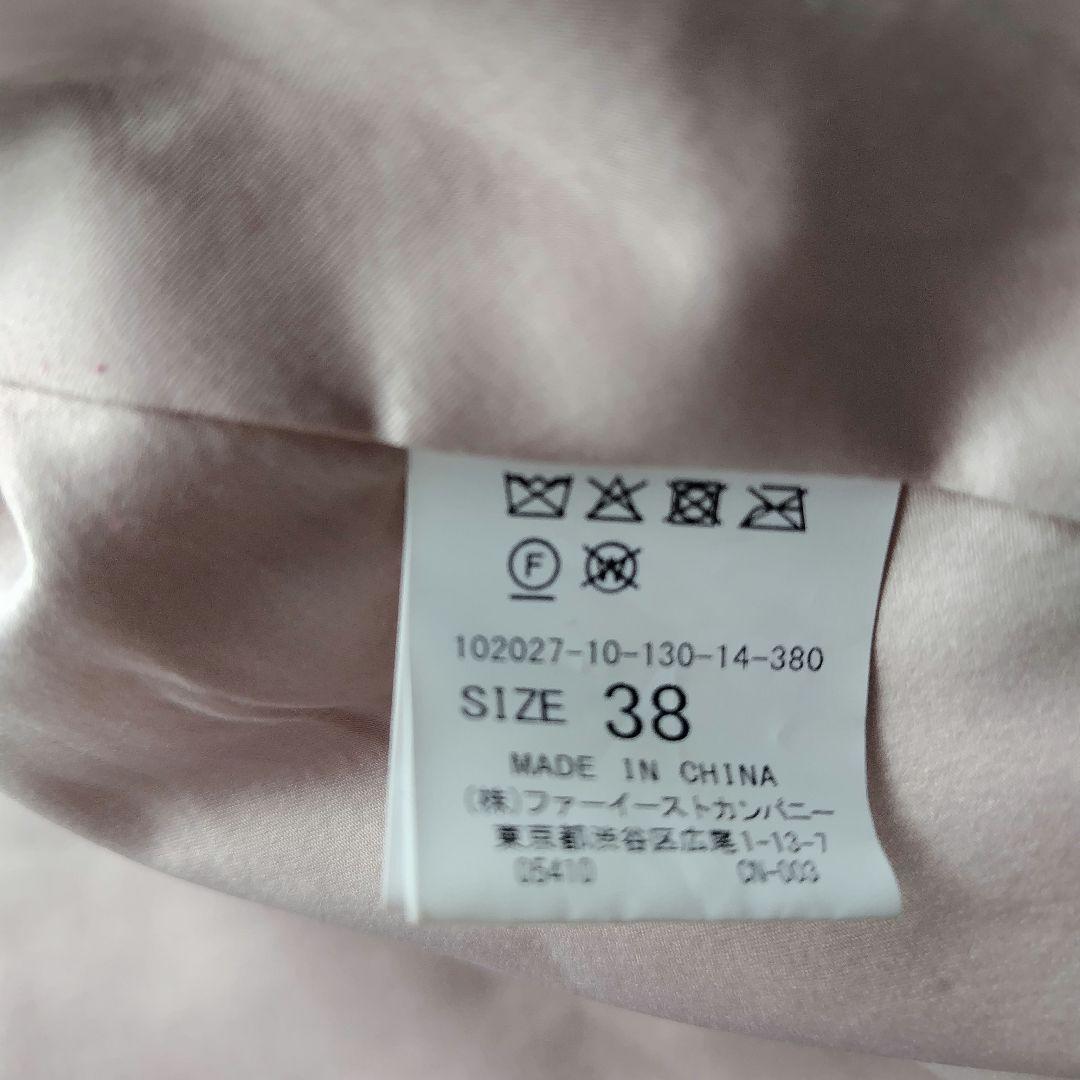 F W
102027-10-130-14-380
SIZE 38
MADE IN CHINA
(株)ファーイーストカンパニー
東京都渋谷区広尾1-13-1
05410 CN-003